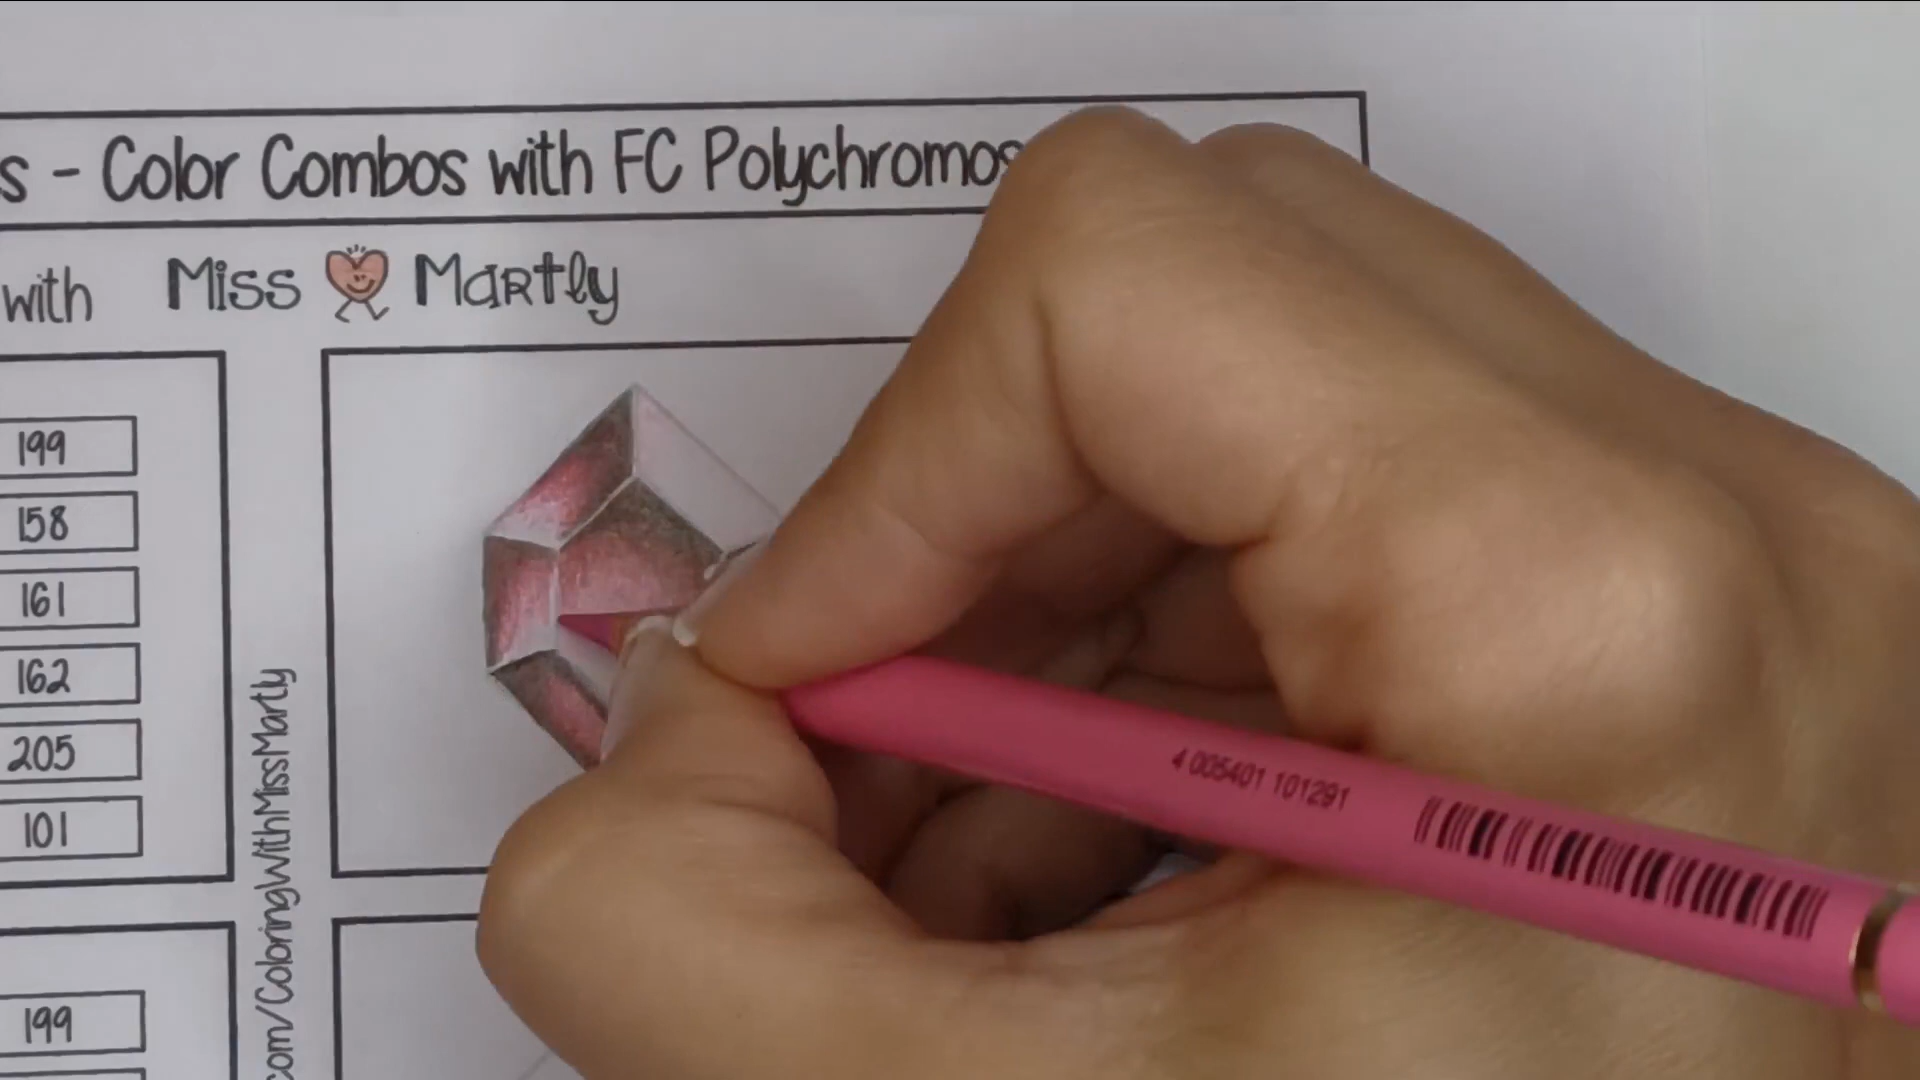 s - Color Combos with FC Polychromos
with Miss Martly
199
158
161
162
205
101
199
com/ColoringWithMissMartly
4 005401 101291